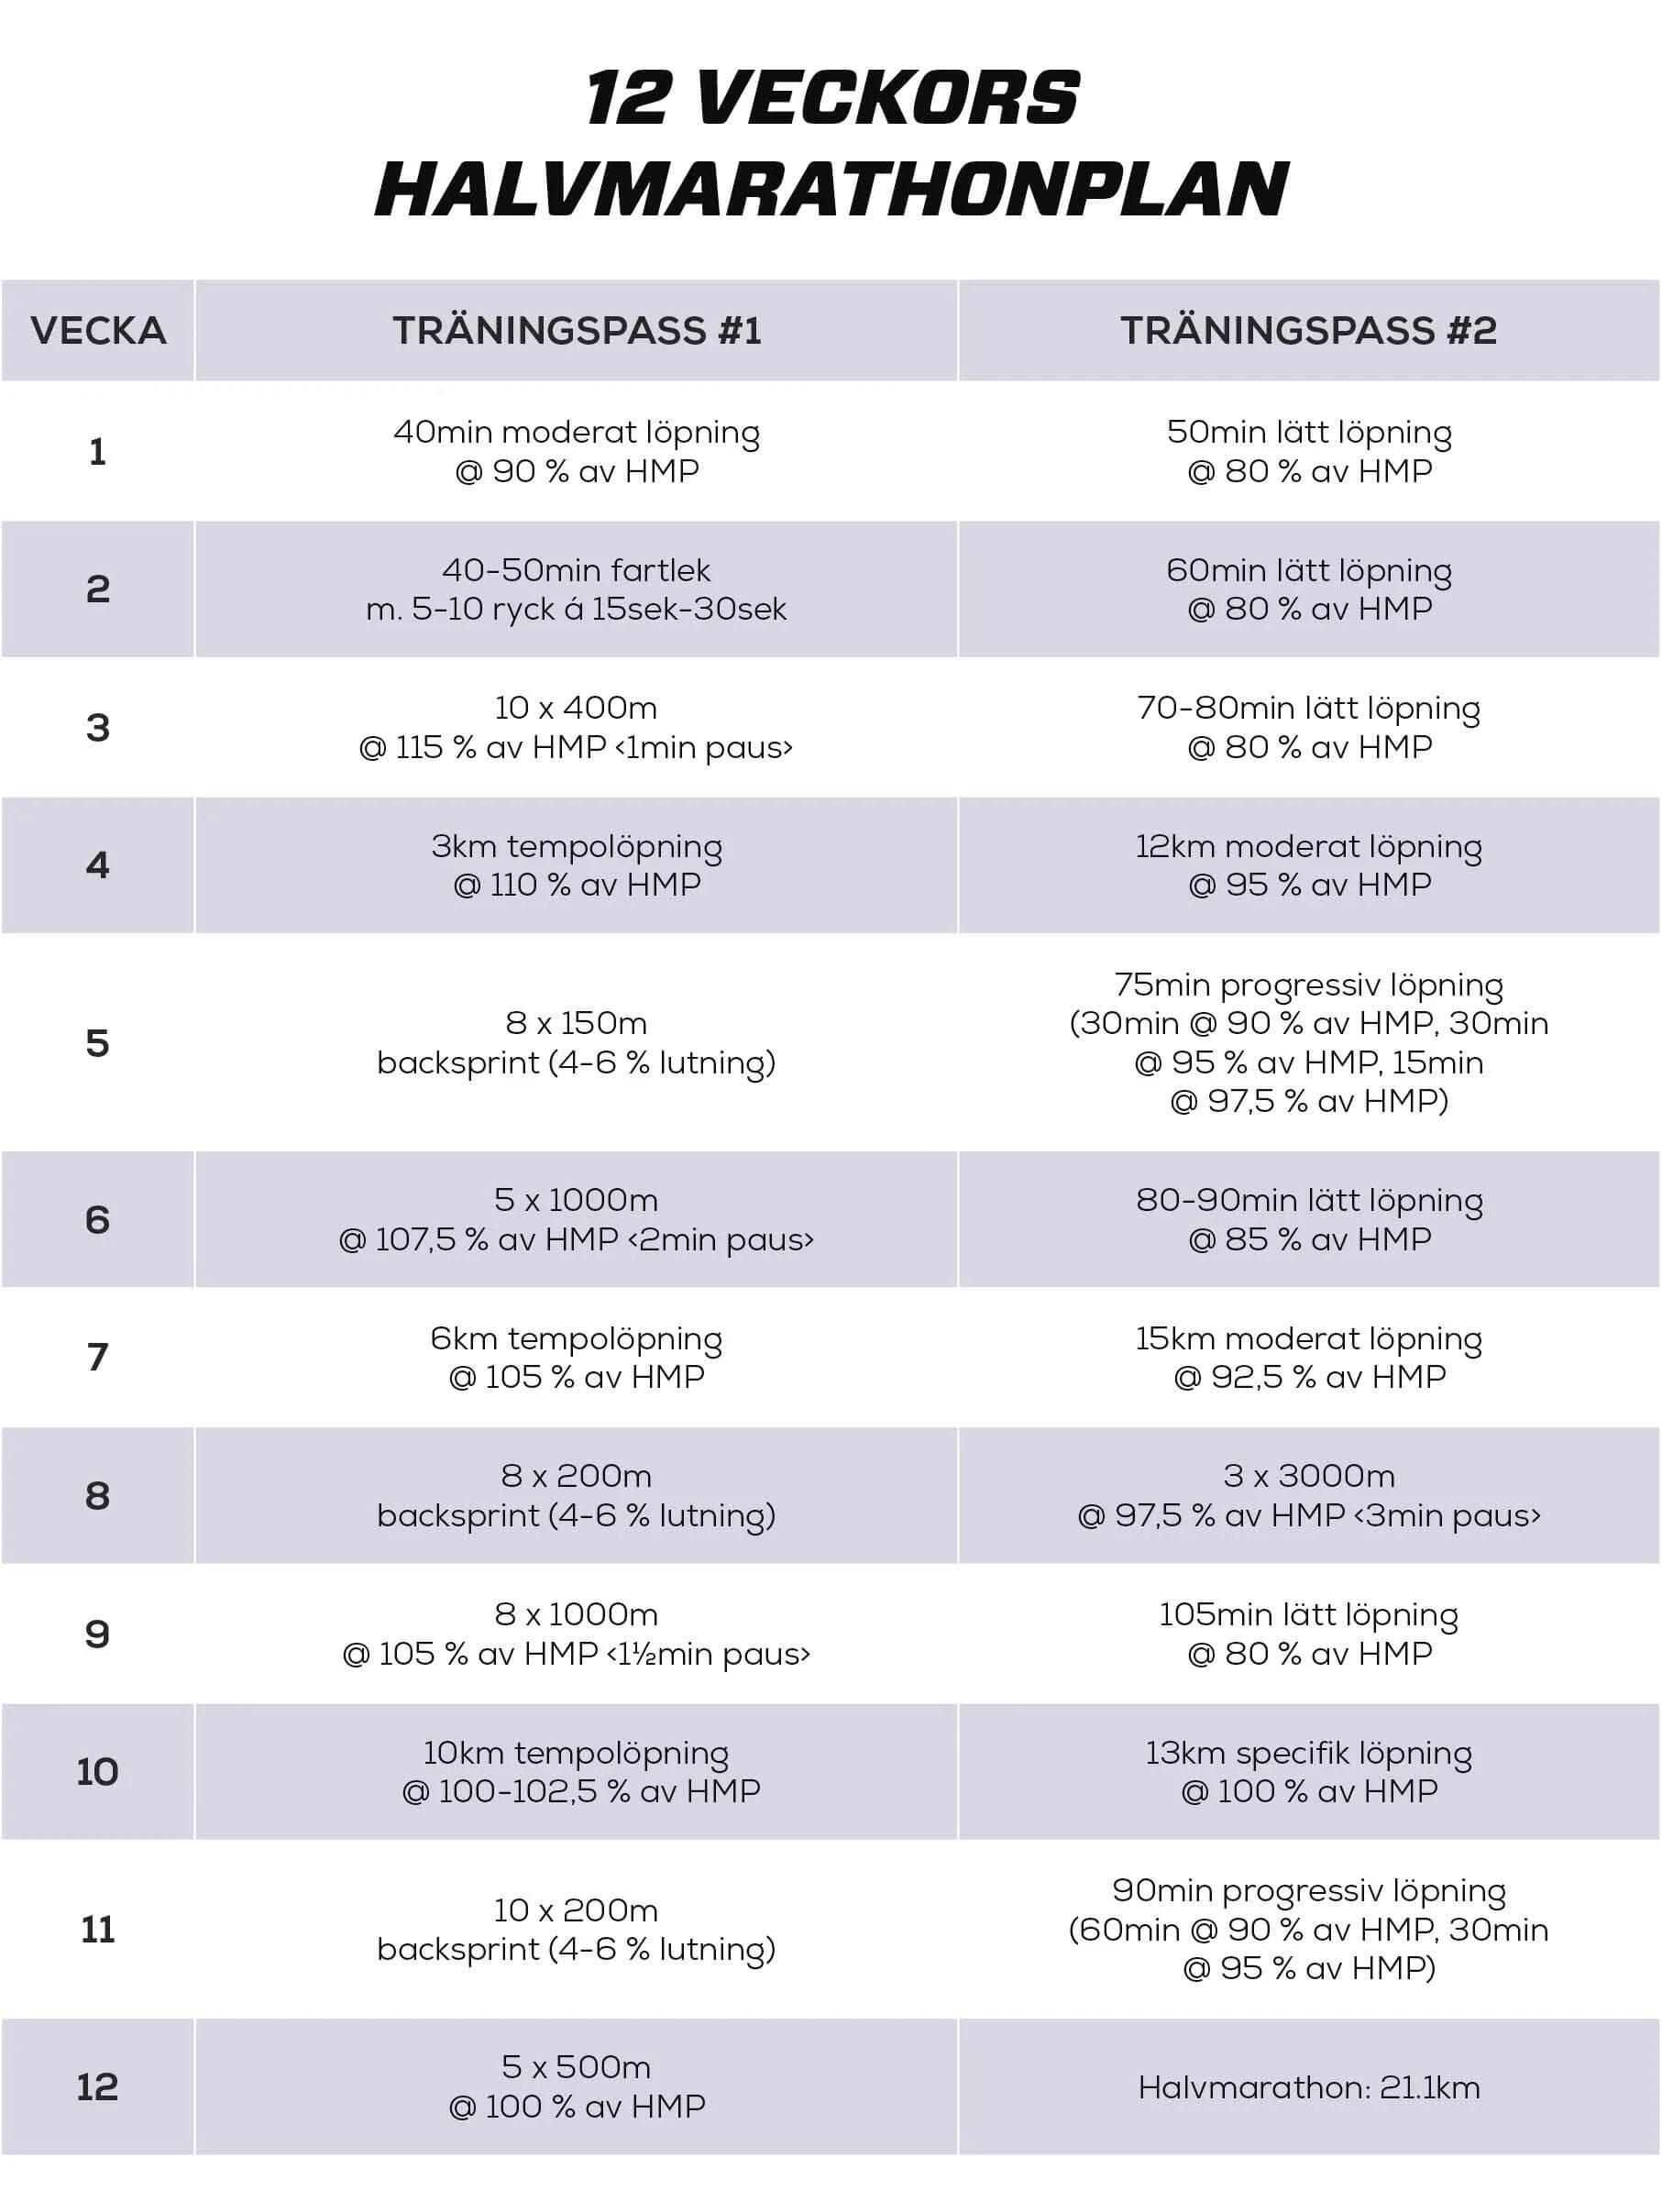 12 VECKORS
HALVMARATHONPLAN
VECKA
TRÄNINGSPASS #1
TRÄNINGSPASS #2
1
40min moderat löpning
@ 90 % av HMP
50min lätt löpning
@ 80 % av HMP
2
40-50min fartlek
m. 5-10 ryck á 15sek-30sek
60min lätt löpning
@ 80 % av HMP
3
10 x 400m
@ 115 % av HMP <1min paus>
70-80min lätt löpning
@ 80 % av HMP
4
3km tempolöpning
@ 110 % av HMP
12km moderat löpning
@ 95 % av HMP
5
8 x 150m
backsprint (4-6 % lutning)
75min progressiv löpning
(30min @ 90 % av HMP, 30min
@ 95 % av HMP, 15min
@ 97,5 % av HMP)
6
5 x 1000m
@ 107,5 % av HMP <2min paus>
80-90min lätt löpning
@ 85 % av HMP
7
6km tempolöpning
@ 105 % av HMP
15km moderat löpning
@ 92,5 % av HMP
8
8 x 200m
backsprint (4-6 % lutning)
3 x 3000m
@ 97,5 % av HMP <3min paus>
9
8 x 1000m
@ 105 % av HMP <1½min paus>
105min lätt löpning
@ 80 % av HMP
10
10km tempolöpning
@ 100-102,5 % av HMP
13km specifik löpning
@ 100 % av HMP
11
10 x 200m
backsprint (4-6 % lutning)
90min progressiv löpning
(60min @ 90 % av HMP, 30min
@ 95 % av HMP)
12
5 x 500m
@ 100 % av HMP
Halvmarathon: 21.1km